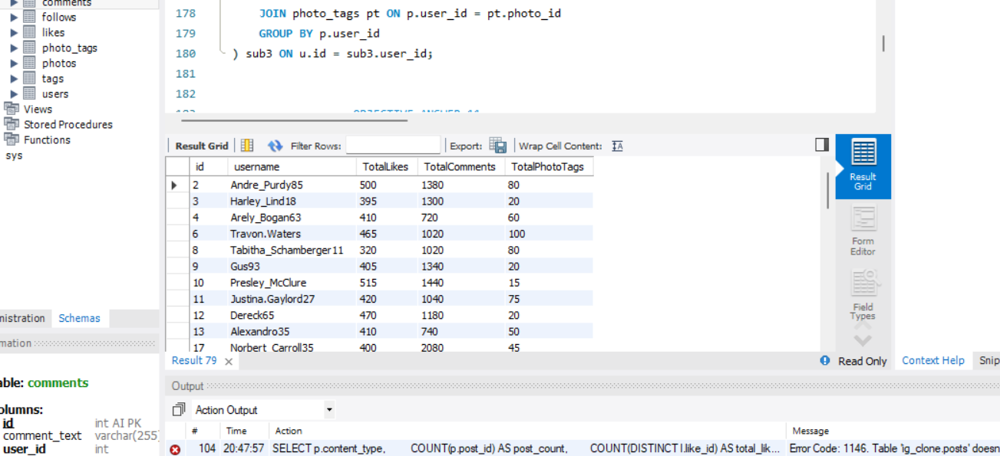 comments
follows
likes
photo_tags
photos
tags
users
Views
Stored Procedures
Functions
sys
nistration Schemas
mation
able: comments
olumns:
id int AI PK
comment_text varchar(255)
user_id int
178 JOIN photo_tags pt ON p.user_id = pt.photo_id
179 GROUP BY p.user_id
180 ) sub3 ON u.id = sub3.user_id;
181
182
183 OBJECTIVE ANSWER 11
Result Grid Filter Rows: Export: Wrap Cell Content: IA
id username TotalLikes TotalComments TotalPhotoTags
2 Andre_Purdy85 500 1380 80
3 Harley_Lind18 395 1300 20
4 Arely_Bogan63 410 720 60
6 Travon.Waters 465 1020 100
8 Tabitha_Schamberger11 320 1020 80
9 Gus93 405 1340 20
10 Presley_McClure 515 1440 15
11 Justina.Gaylord27 420 1040 75
12 Dereck65 470 1180 20
13 Alexandro35 410 740 50
17 Norbert_Carroll35 400 2080 45
Result
Grid
Form
Editor
Field
Types
Result 79 Read Only Context Help Snip
Output
Action Output
# Time Action Message
104 20:47:57 SELECT p.content_type, COUNT(p.post_id) AS post_count, COUNT(DISTINCT l.like_id) AS total_lik... Error Code: 1146. Table 'ig_clone.posts' doesn